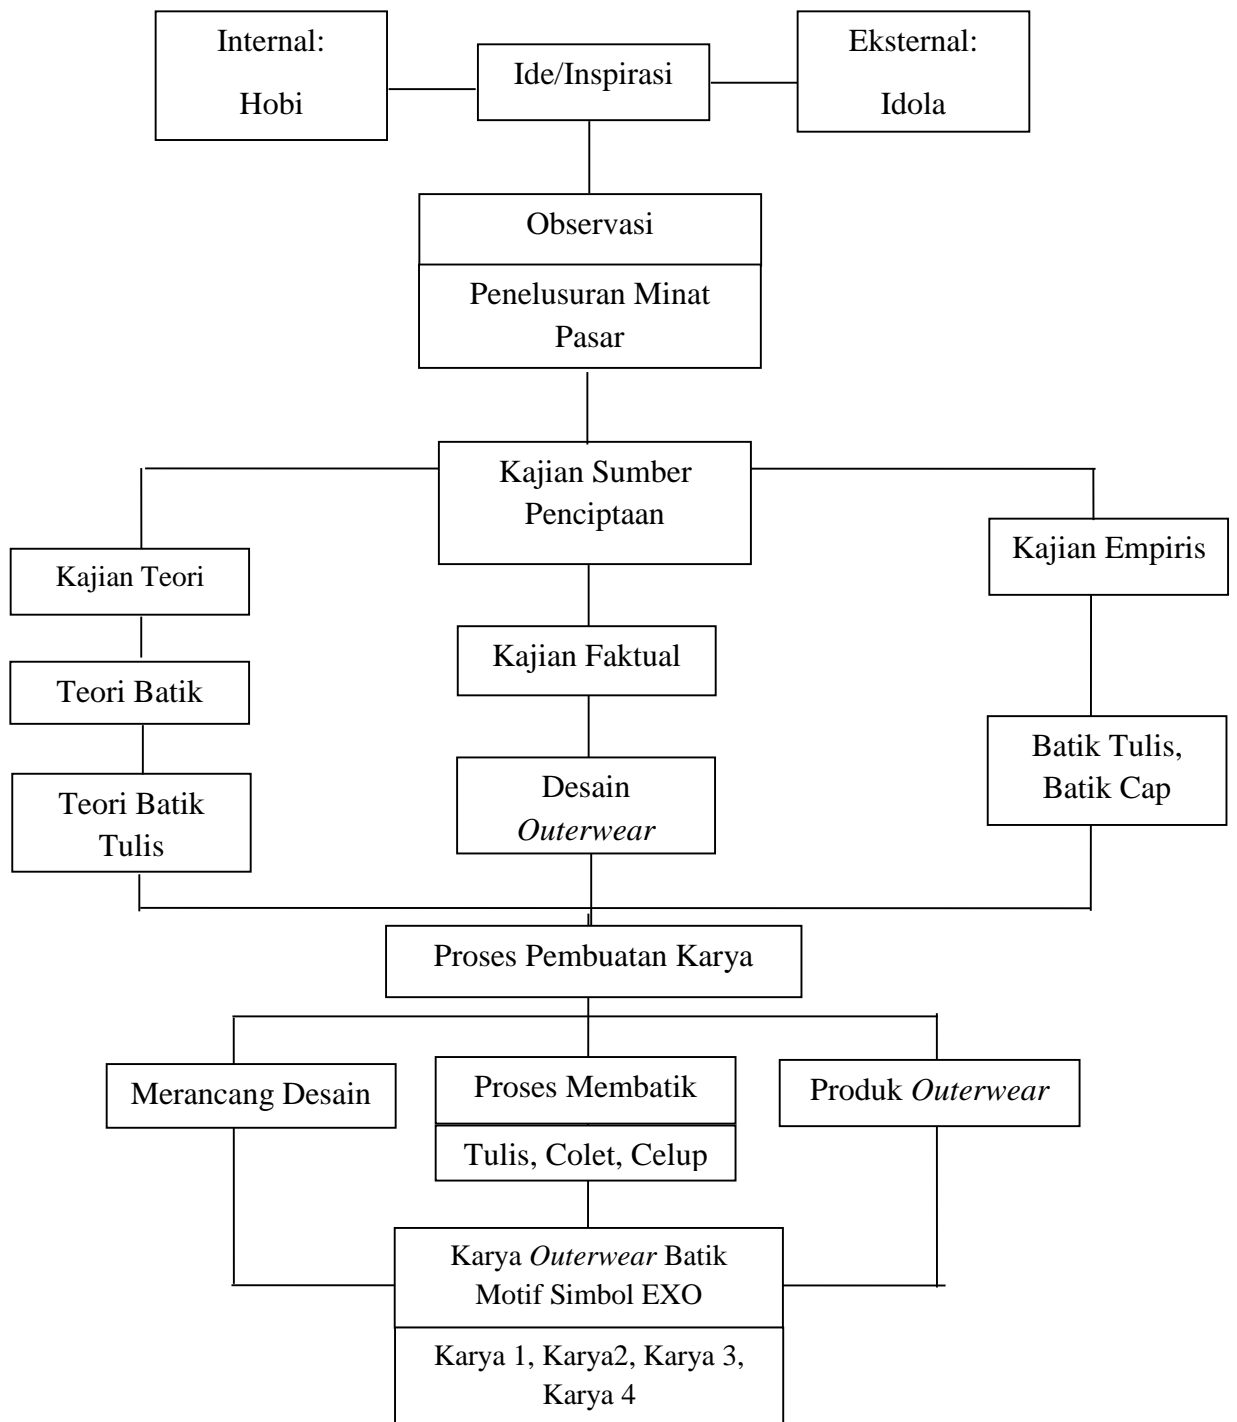 Internal:
Hobi
Ide/Inspirasi
Eksternal:
Idola
Observasi
Penelusuran Minat
Pasar
Kajian Sumber
Penciptaan
Kajian Teori
Teori Batik
Teori Batik
Tulis
Kajian Faktual
Desain
Outerwear
Kajian Empiris
Batik Tulis,
Batik Cap
Proses Pembuatan Karya
Merancang Desain
Proses Membatik
Tulis, Colet, Celup
Produk Outerwear
Karya Outerwear Batik
Motif Simbol EXO
Karya 1, Karya2, Karya 3,
Karya 4